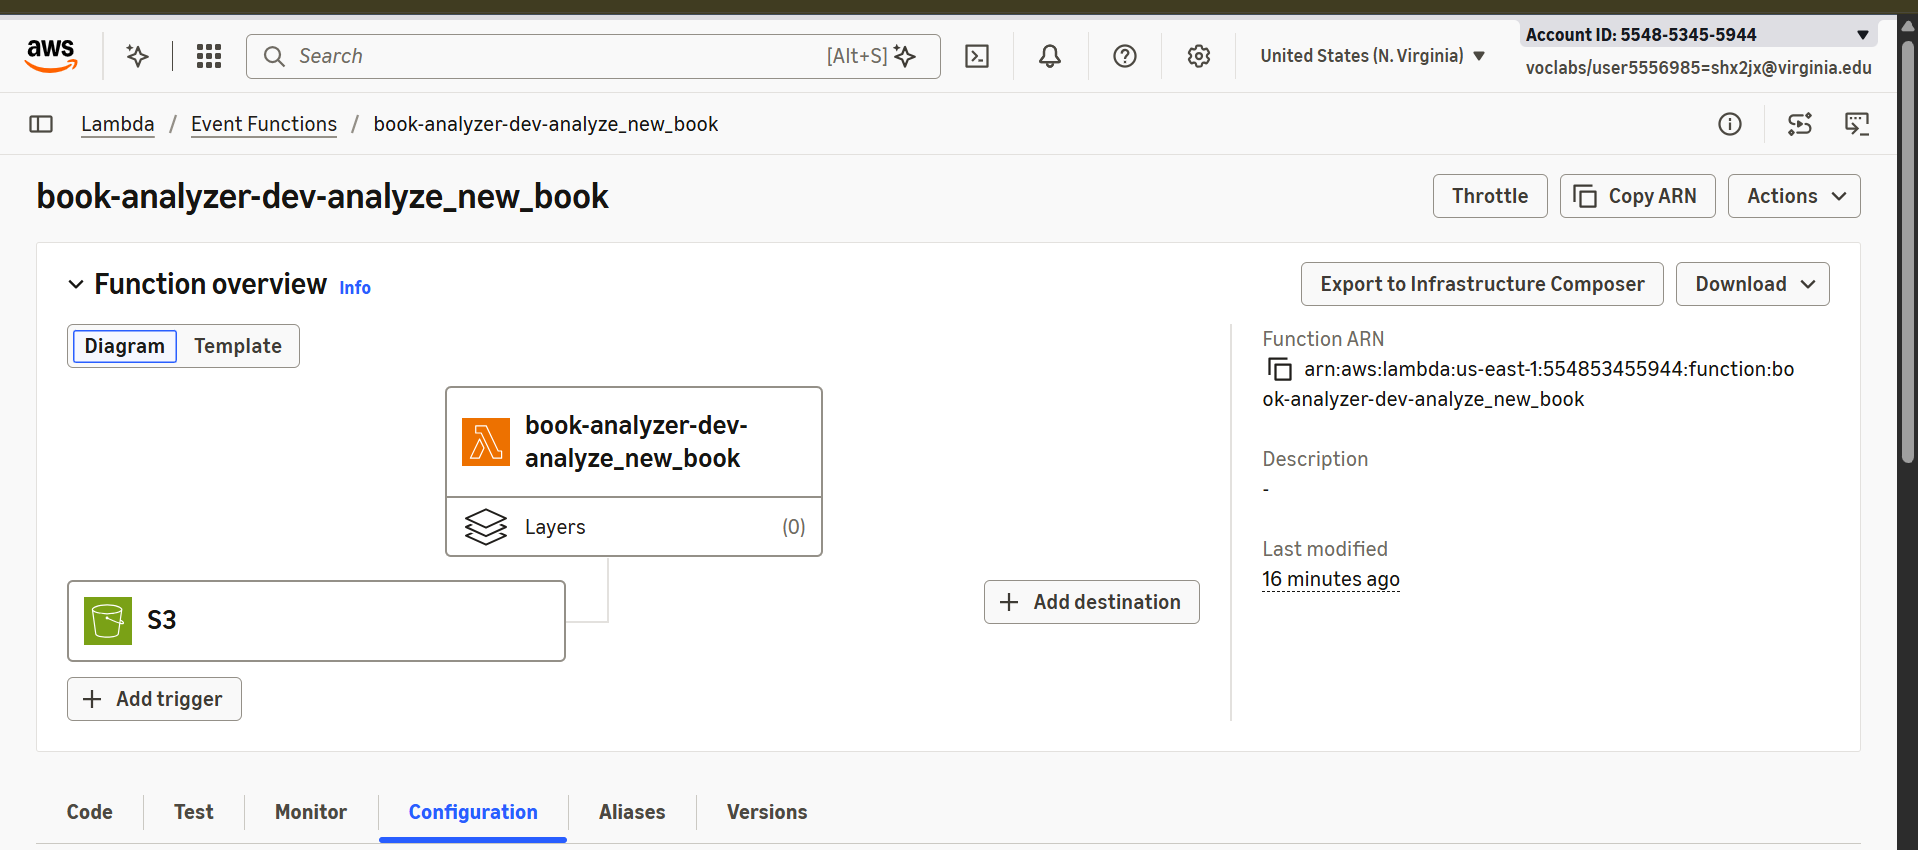 aws
Search
[Alt+S]
United States (N. Virginia)
Account ID: 5548-5345-5944
voclabs/user5556985=shx2jx@virginia.edu
Lambda / Event Functions / book-analyzer-dev-analyze_new_book
book-analyzer-dev-analyze_new_book
Throttle
Copy ARN
Actions
Function overview Info
Export to Infrastructure Composer
Download
Diagram
Template
book-analyzer-dev-
analyze_new_book
Layers (0)
S3
Add trigger
Add destination
Function ARN
arn:aws:lambda:us-east-1:554853455944:function:bo
ok-analyzer-dev-analyze_new_book
Description
-
Last modified
16 minutes ago
Code
Test
Monitor
Configuration
Aliases
Versions